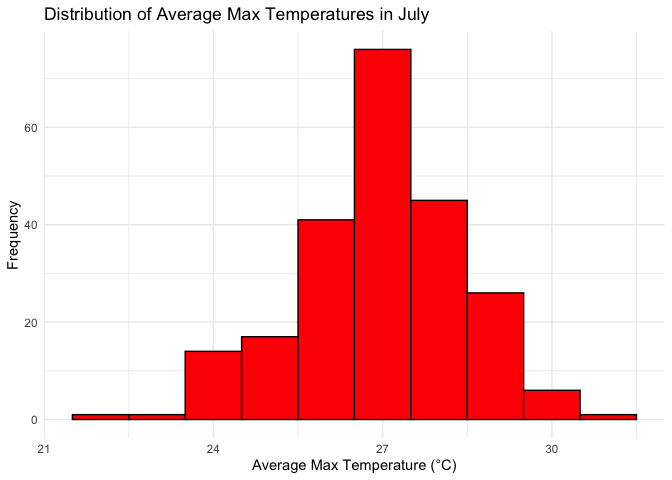 Distribution of Average Max Temperatures in July
Frequency
60
40
20
0
21 24 27 30
Average Max Temperature (°C)